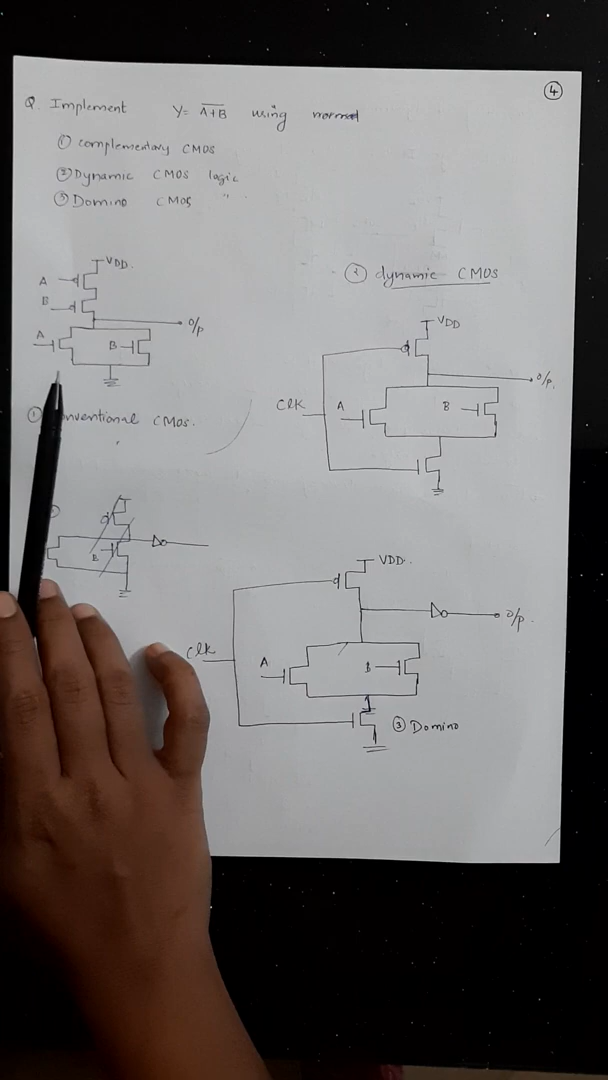 ④
Q. Implement Y= A̅+̅B̅ using normal
① complementary CMOS
② Dynamic CMOS logic
③ Domino CMOS "
VDD
A
B
O/p
A
B
② dynamic CMOS
VDD
O/p.
Clk
A
B
nventional CMOS.
B
VDD.
O/p.
Clk
A
B
③ Domino